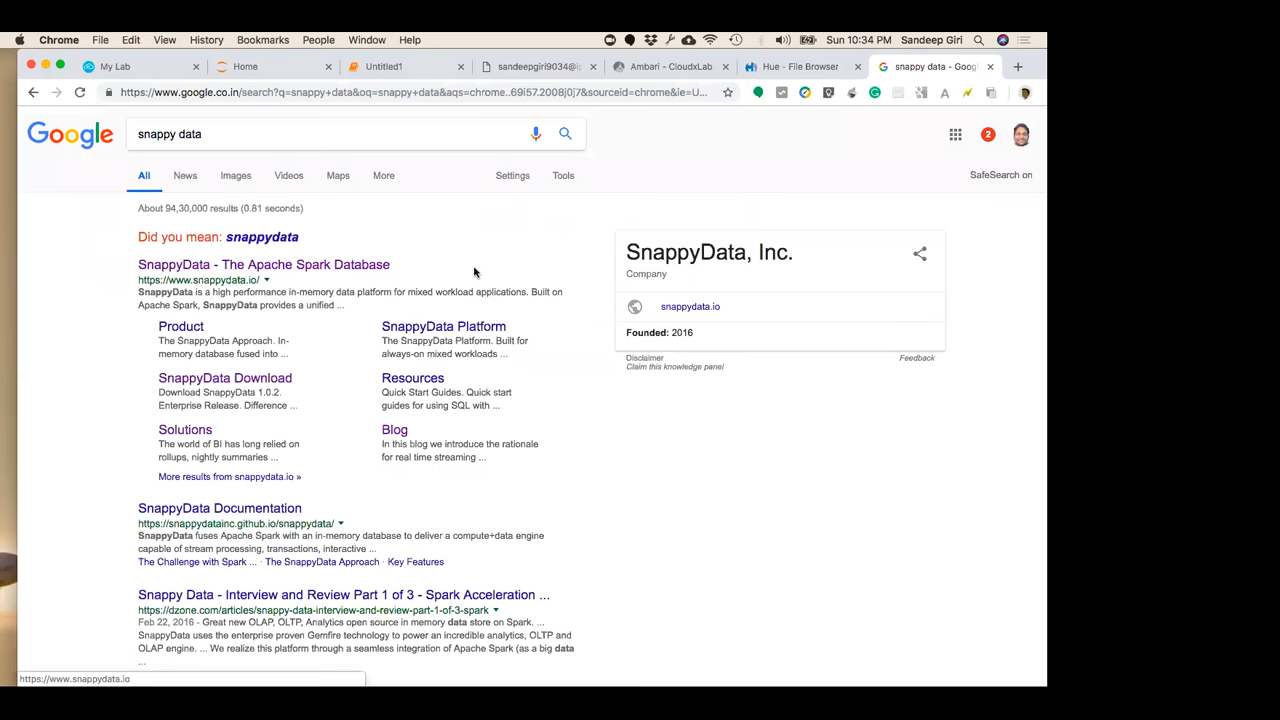 Chrome File Edit View History Bookmarks People Window Help Sun 10:34 PM Sandeep Giri
My Lab Home Untitled1 sandeepgiri9034@ip Ambari - CloudxLab Hue - File Browser snappy data - Goog
https://www.google.co.in/search?q=snappy+data&oq=snappy+data&aqs=chrome..69i57.2008j0j7&sourceid=chrome&ie=U...
Google snappy data 2
All News Images Videos Maps More Settings Tools SafeSearch on
About 94,30,000 results (0.81 seconds)
Did you mean: snappydata
SnappyData - The Apache Spark Database
https://www.snappydata.io/
SnappyData is a high performance in-memory data platform for mixed workload applications. Built on
Apache Spark, SnappyData provides a unified ...
Product
The SnappyData Approach. In-
memory database fused into ...
SnappyData Platform
The SnappyData Platform. Built for
always-on mixed workloads ...
SnappyData Download
Download SnappyData 1.0.2.
Enterprise Release. Difference ...
Resources
Quick Start Guides. Quick start
guides for using SQL with ...
Solutions
The world of BI has long relied on
rollups, nightly summaries ...
Blog
In this blog we introduce the rationale
for real time streaming ...
More results from snappydata.io »
SnappyData Documentation
https://snappydatainc.github.io/snappydata/
SnappyData fuses Apache Spark with an in-memory database to deliver a compute+data engine
capable of stream processing, transactions, interactive ...
The Challenge with Spark ... · The SnappyData Approach · Key Features
Snappy Data - Interview and Review Part 1 of 3 - Spark Acceleration ...
https://dzone.com/articles/snappy-data-interview-and-review-part-1-of-3-spark
Feb 22, 2016 - Great new OLAP, OLTP, Analytics open source in memory data store on Spark. ...
SnappyData uses the enterprise proven Gemfire technology to power an incredible analytics, OLTP and
OLAP engine. ... We realize this platform through a seamless integration of Apache Spark (as a big data
...
SnappyData, Inc.
Company
snappydata.io
Founded: 2016
Disclaimer Feedback
Claim this knowledge panel
https://www.snappydata.io